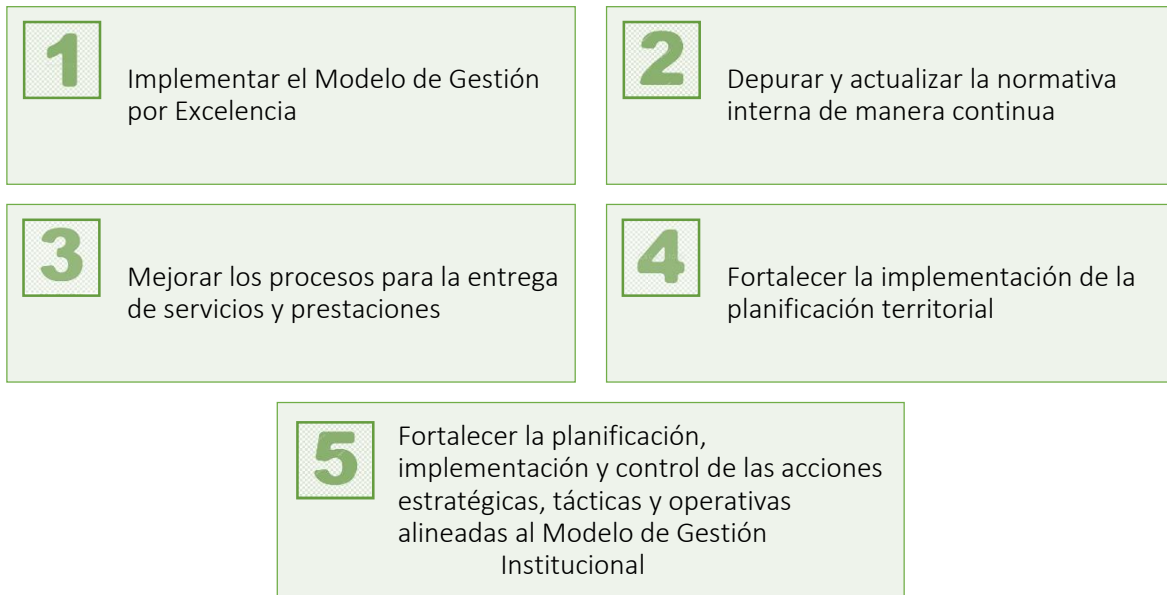 1
Implementar el Modelo de Gestión
por Excelencia
2
Depurar y actualizar la normativa
interna de manera continua
3
Mejorar los procesos para la entrega
de servicios y prestaciones
4
Fortalecer la implementación de la
planificación territorial
5
Fortalecer la planificación,
implementación y control de las acciones
estratégicas, tácticas y operativas
alineadas al Modelo de Gestión
Institucional